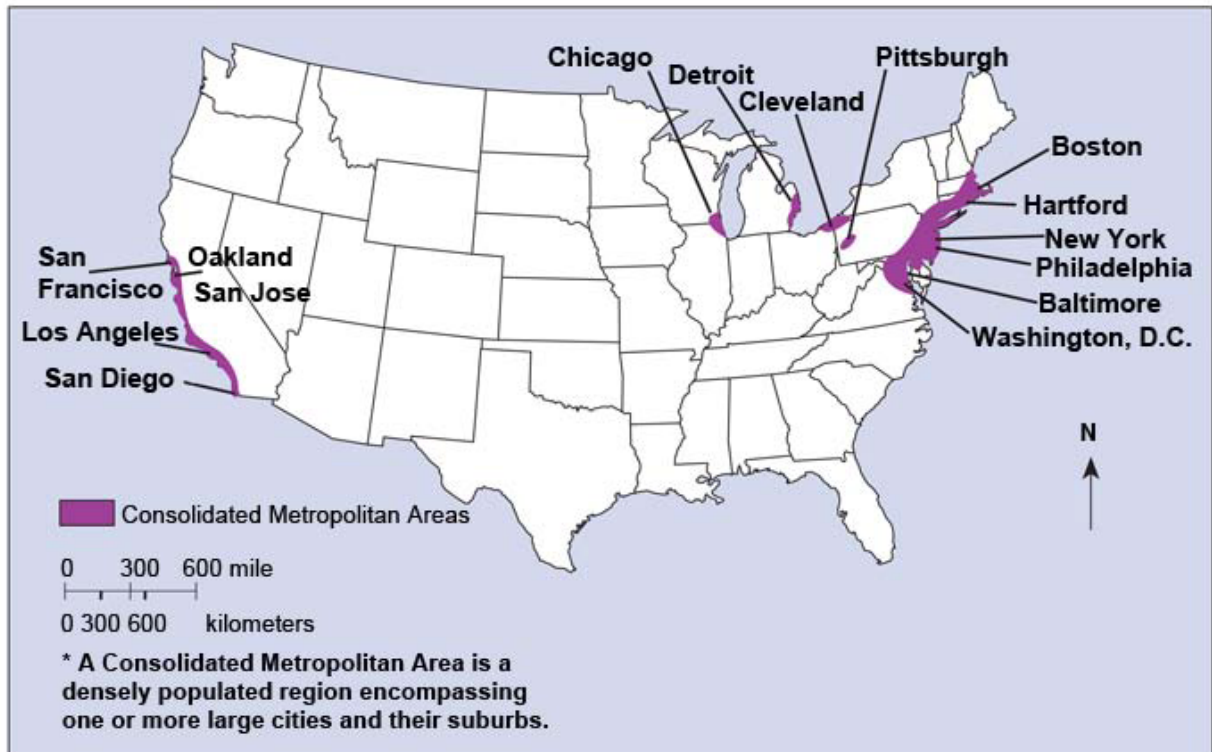 Chicago
Pittsburgh
Detroit
Cleveland
Boston
Hartford
New York
Philadelphia
Baltimore
Washington, D.C.
San
Francisco
Oakland
San Jose
Los Angeles
San Diego
N
Consolidated Metropolitan Areas
0 300 600 mile
0 300 600 kilometers
* A Consolidated Metropolitan Area is a
densely populated region encompassing
one or more large cities and their suburbs.